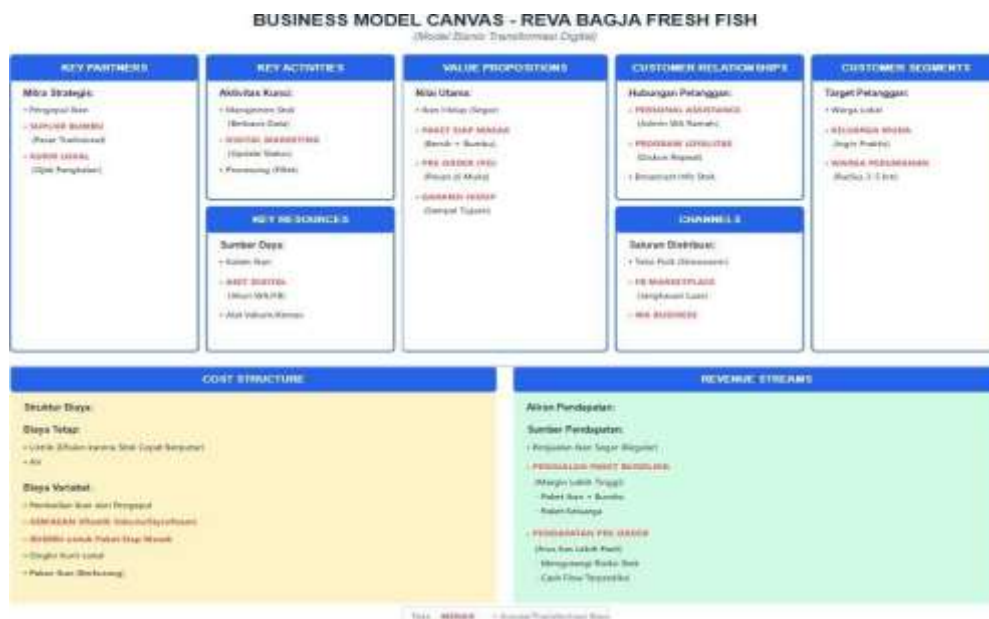 BUSINESS MODEL CANVAS - REVA BAGJA FRESH FISH
(Model Bisnis Transformasi Digital)
KEY PARTNERS
Mitra Strategis:
• Pengepul Ikan
• SUPLIER BUMBU
(Pasar Tradisional)
• KURIR LOKAL
(Ojek Pangkalan)
KEY ACTIVITIES
Aktivitas Kunci:
• Manajemen Stok
(Berbasis Data)
• DIGITAL MARKETING
(Update Status)
• Processing (Fillet)
KEY RESOURCES
Sumber Daya:
• Kolam Ikan
• ASET DIGITAL
(Akun WA/FB)
• Alat Vakum/Kemas
VALUE PROPOSITIONS
Nilai Utama:
• Ikan Hidup (Segar)
• PAKET SIAP MASAK
(Bersih + Bumbu)
• PRE ORDER (PO)
(Pesan di Muka)
• GARANSI HIDUP
(Sampai Tujuan)
CUSTOMER RELATIONSHIPS
Hubungan Pelanggan:
• PERSONAL ASSISTANCE
(Admin WA Ramah)
• PROGRAM LOYALITAS
(Diskon Repeat)
• Broadcast Info Stok
CHANNELS
Saluran Distribusi:
• Toko Fisik
• FB MARKETPLACE
(Jangkauan Luas)
• WA BUSINESS
CUSTOMER SEGMENTS
Target Pelanggan:
• Warga Lokal
• KELUARGA MUDA
(Ingin Praktis)
• WARGA PERUMAHAN
(Radius 3-5 km)
COST STRUCTURE
Struktur Biaya:
Biaya Tetap:
• Listrik (Efisien karena Stok Cepat Berputar)
• Air
Biaya Variabel:
• Pembelian Ikan dari Pengepul
• KEMASAN (Plastik Vakum/Styrofoam)
• BUMBU untuk Paket Siap Masak
• Ongkir Kurir Lokal
• Pakan Ikan (Berkurang)
REVENUE STREAMS
Aliran Pendapatan:
Sumber Pendapatan:
• Penjualan Ikan Segar (Reguler)
• PENJUALAN PAKET BUNDLING
(Margin Lebih Tinggi)
- Paket Ikan + Bumbu
- Paket Keluarga
• PENDAPATAN PRE ORDER
(Arus Kas Lebih Pasti)
- Mengurangi Risiko Stok
- Cash Flow Terprediksi
Teks MERAH